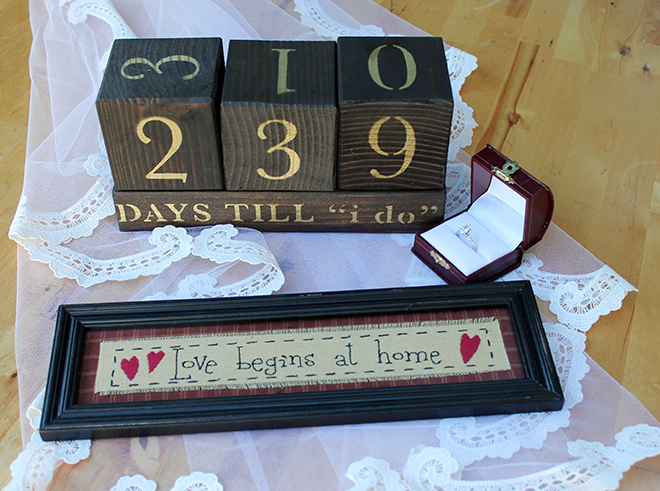 3 1 0
2 3 9
DAYS TILL "i do"
Love begins at home